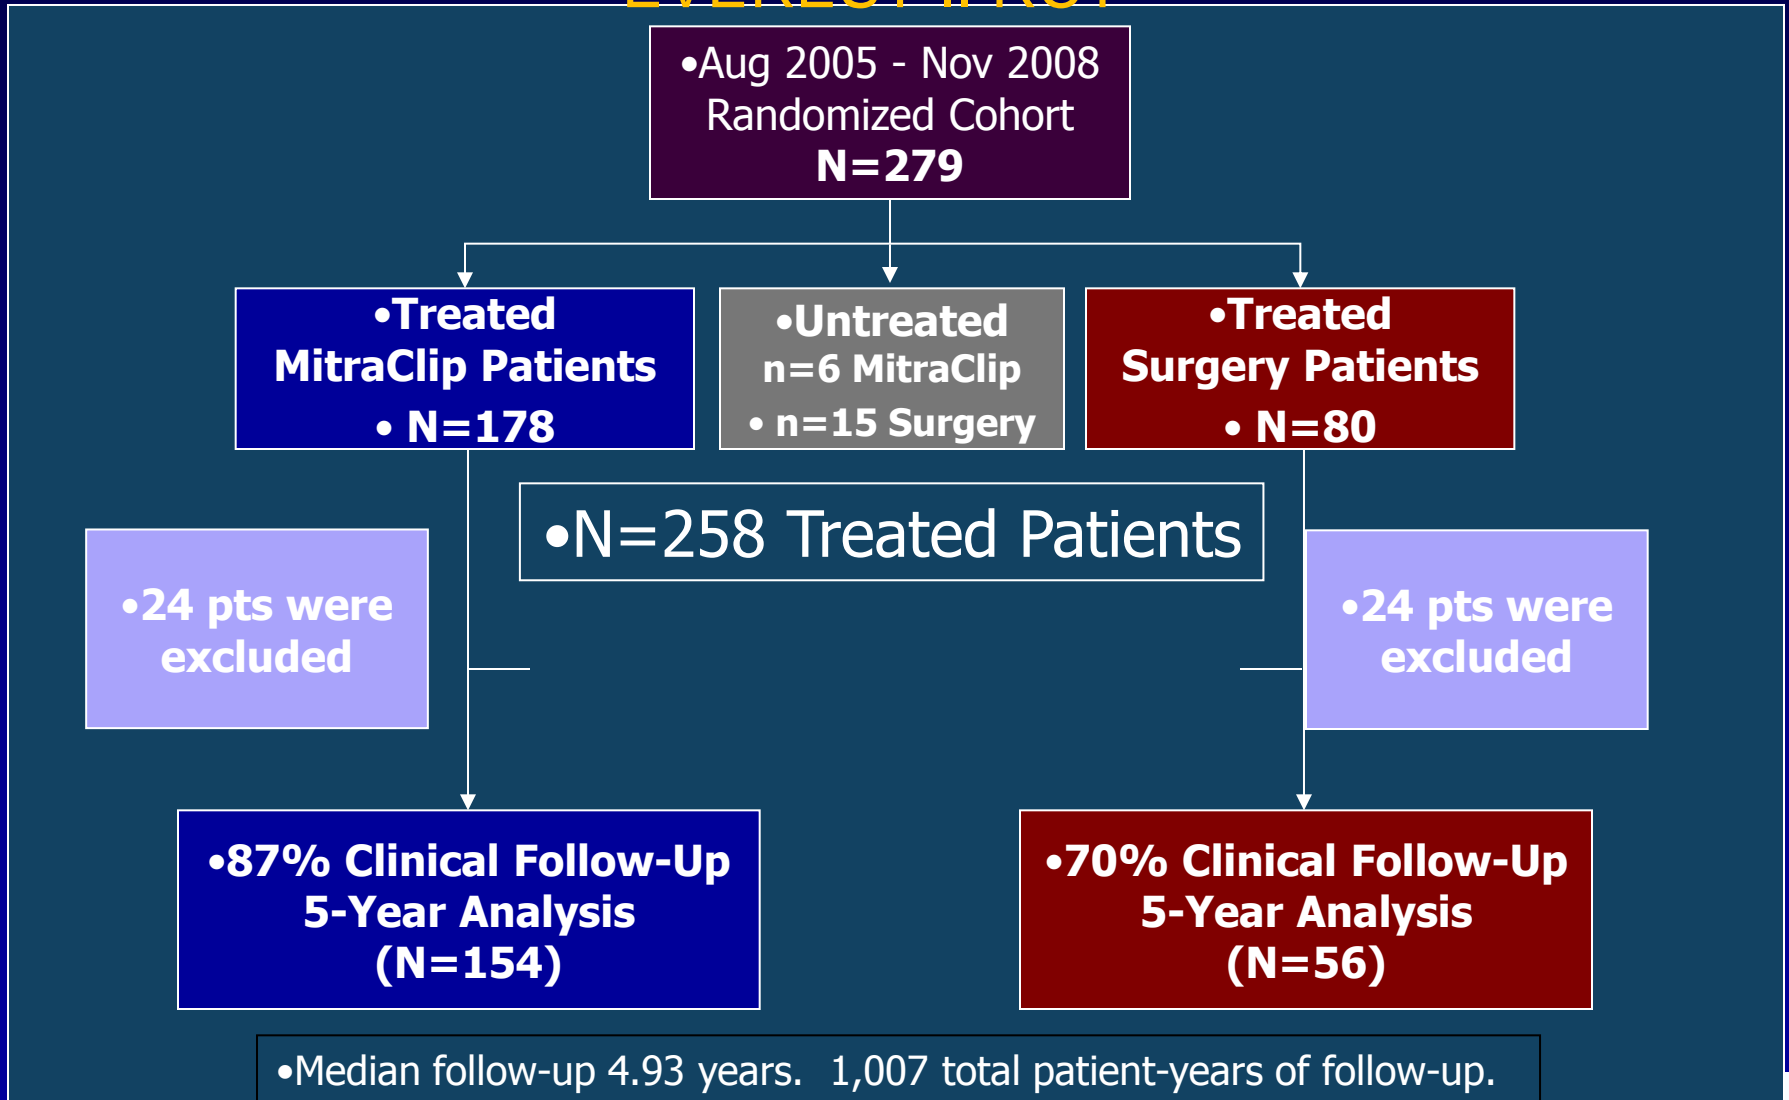 •Aug 2005 - Nov 2008
Randomized Cohort
N=279
•Treated
MitraClip Patients
• N=178
•Untreated
n=6 MitraClip
• n=15 Surgery
•Treated
Surgery Patients
• N=80
•N=258 Treated Patients
•24 pts were
excluded
•24 pts were
excluded
•87% Clinical Follow-Up
5-Year Analysis
(N=154)
•70% Clinical Follow-Up
5-Year Analysis
(N=56)
•Median follow-up 4.93 years. 1,007 total patient-years of follow-up.